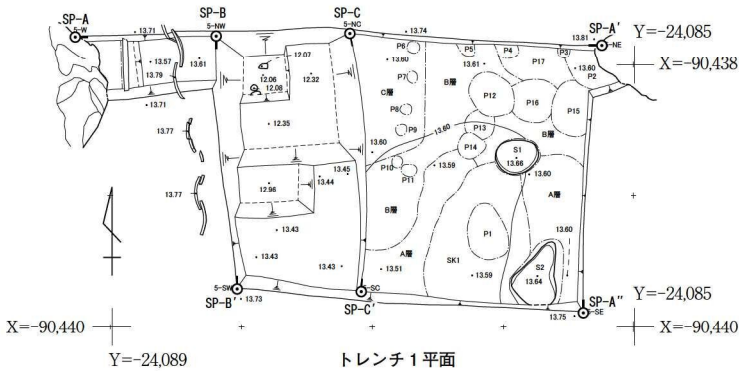 SP-A
SP-B
SP-C
SP-A'
Y=-24,085
5-W
5-NW
5-NC
5-NE
13.71
13.74
13.81
X=-90,438
13.57
13.79
13.61
13.71
12.07
12.06
12.08
12.32
12.35
P6
13.60
P7
C層
P8
P9
P5
P4
P17
P3
13.60
P2
13.61
B層
P12
P16
P15
B層
13.60
P13
P14
S1
13.66
13.60
A層
13.77
13.77
13.60
13.59
P10
P11
13.45
13.44
12.96
B層
A層
P1
13.60
13.43
13.43
13.51
SK1
13.59
S2
13.64
5-SW
13.73
5-SC
13.75
5-SE
SP-B'
SP-C'
SP-A"
Y=-24,085
X=-90,440
X=-90,440
Y=-24,089
トレンチ1平面